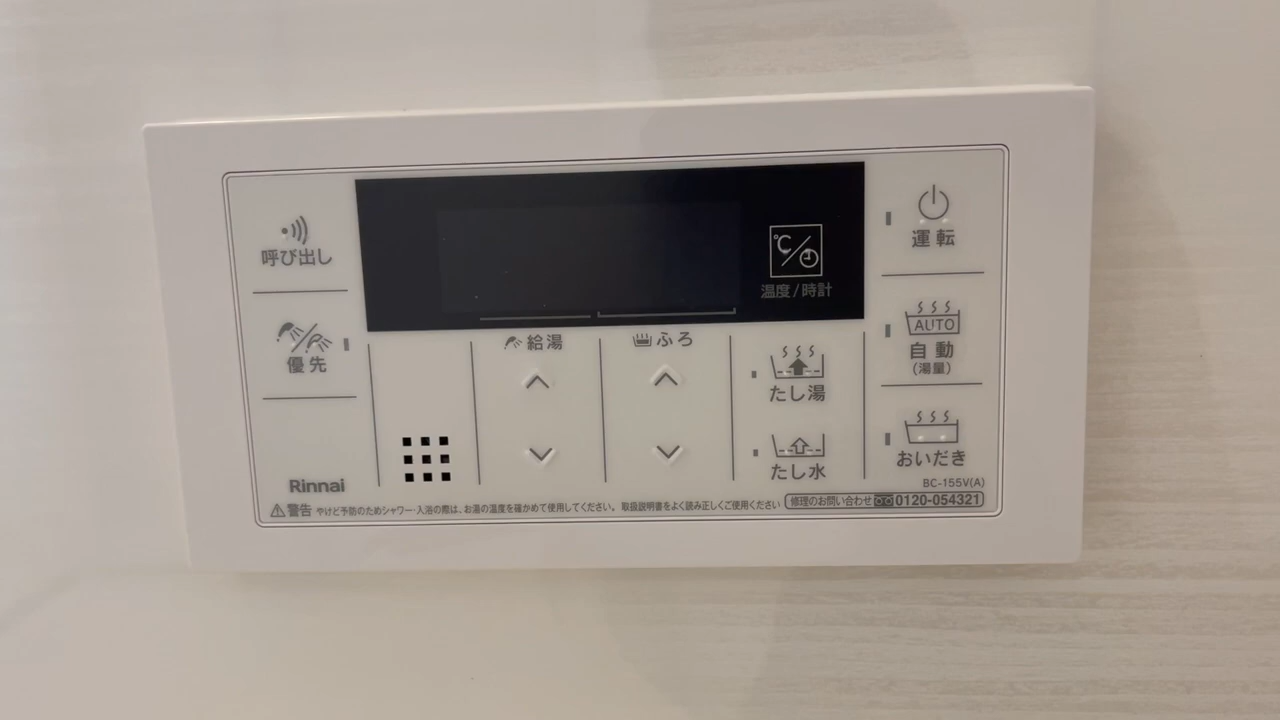 呼び出し
優先
Rinnai
℃
温度/時計
給湯
ふろ
たし湯
たし水
運転
AUTO
自動
(湯量)
おいだき
BC-155V(A)
警告 やけど予防のためシャワー・入浴の際は、お湯の温度を確かめて使用してください。 取扱説明書をよく読み正しくご使用ください
修理のお問い合わせ 0120-054321